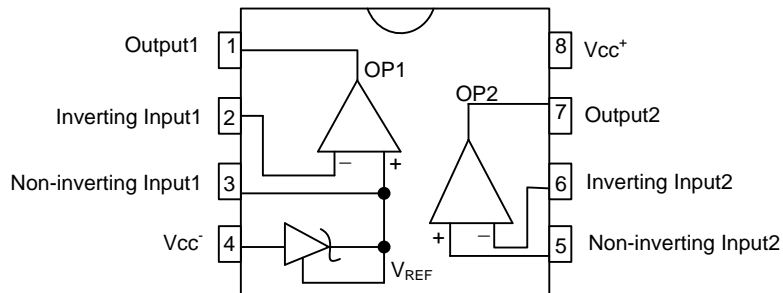 Output1
1
OP1
Inverting Input1
2
−
+
Non-inverting Input1
3
Vcc-
4
VREF
8
Vcc+
OP2
7
Output2
6
Inverting Input2
+
−
5
Non-inverting Input2